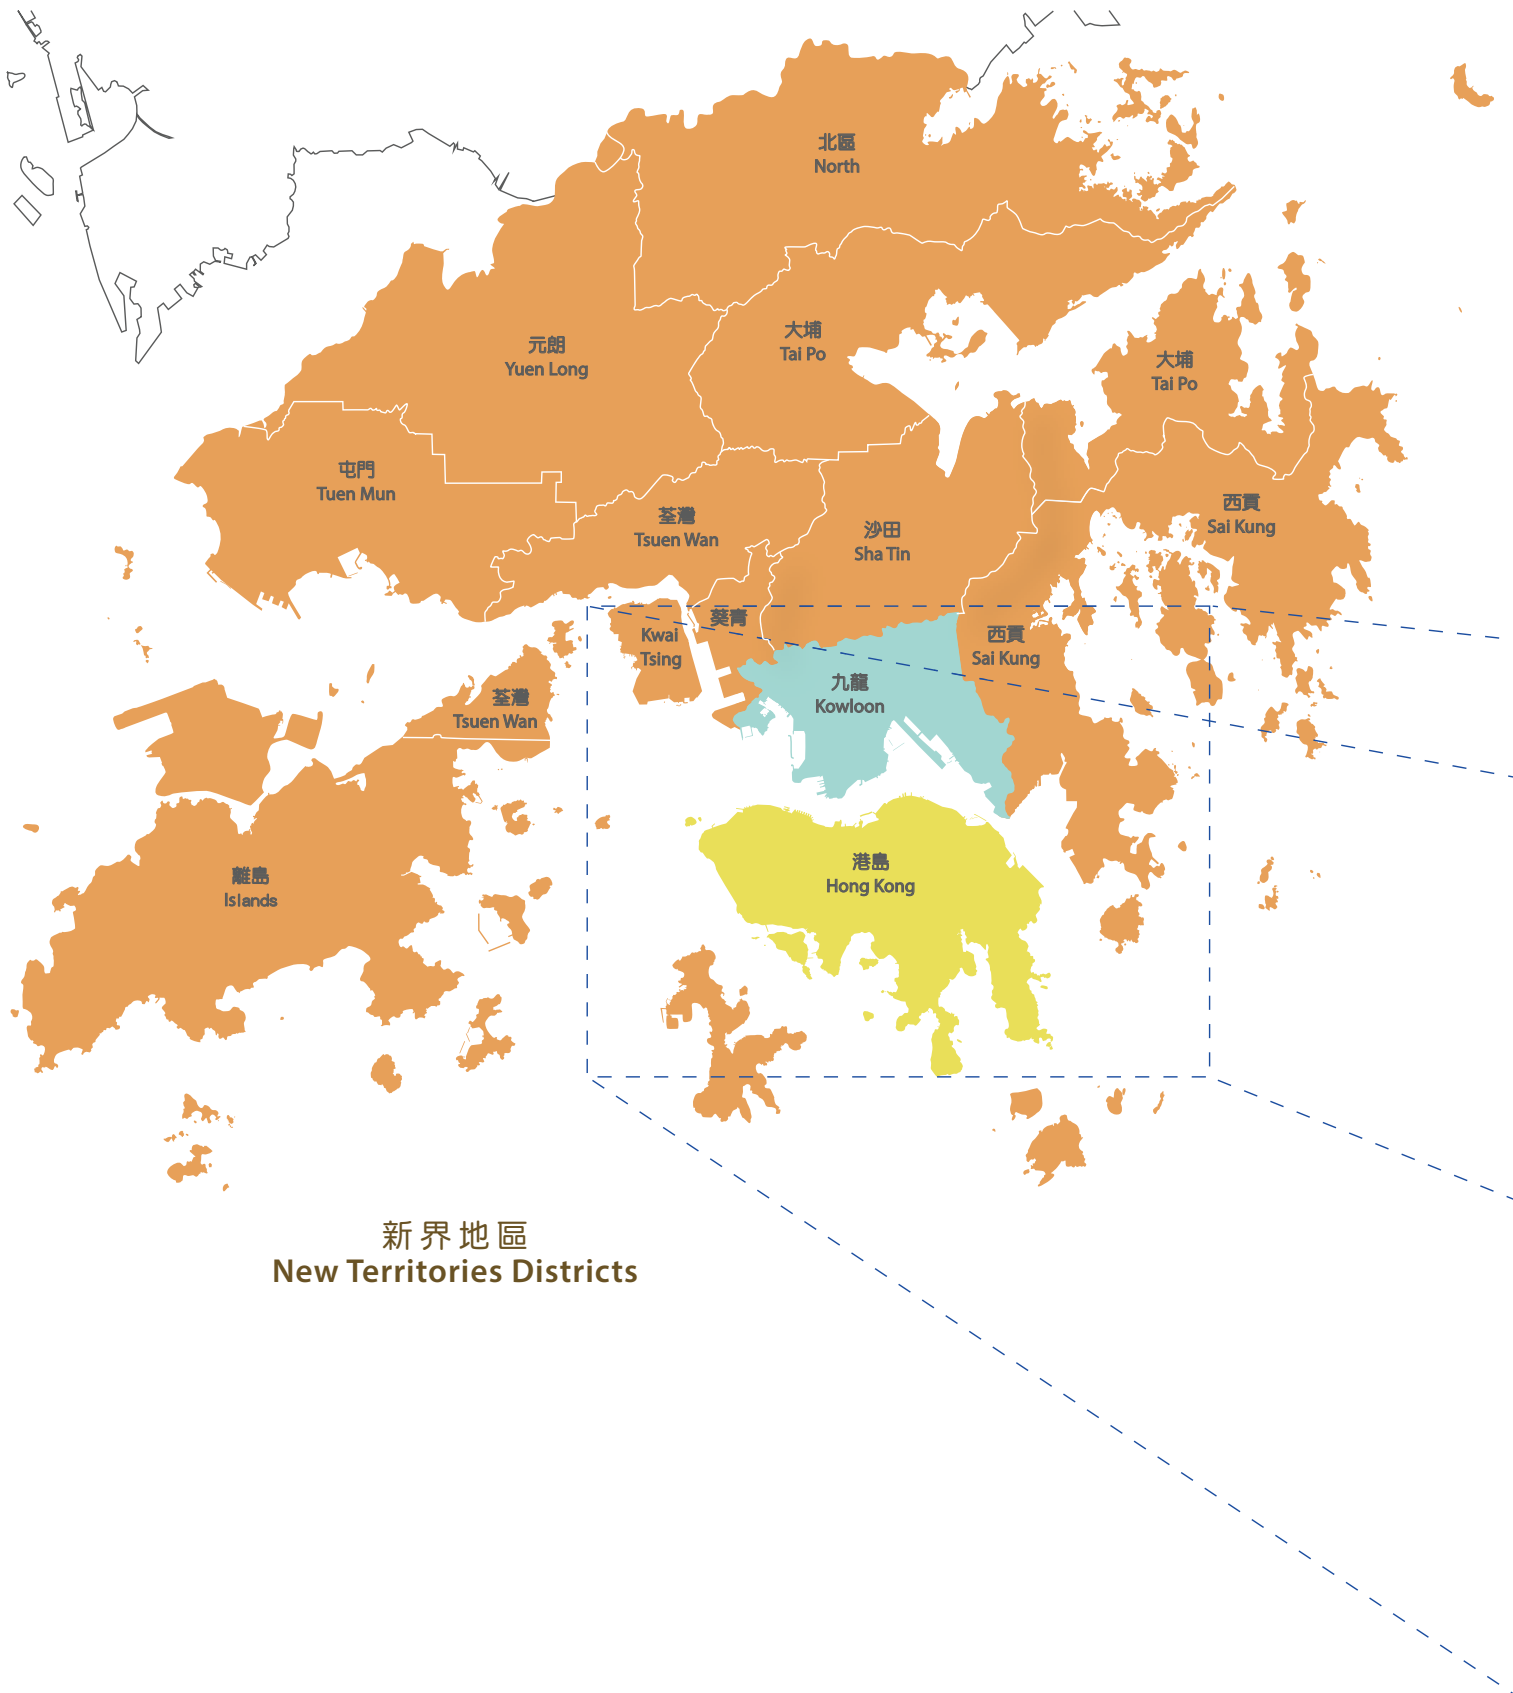 北區
North
大埔
Tai Po
元朗
Yuen Long
大埔
Tai Po
屯門
Tuen Mun
荃灣
Tsuen Wan
沙田
Sha Tin
西貢
Sai Kung
葵青
Kwai
Tsing
西貢
Sai Kung
荃灣
Tsuen Wan
九龍
Kowloon
離島
Islands
港島
Hong Kong
新界地區
New Territories Districts